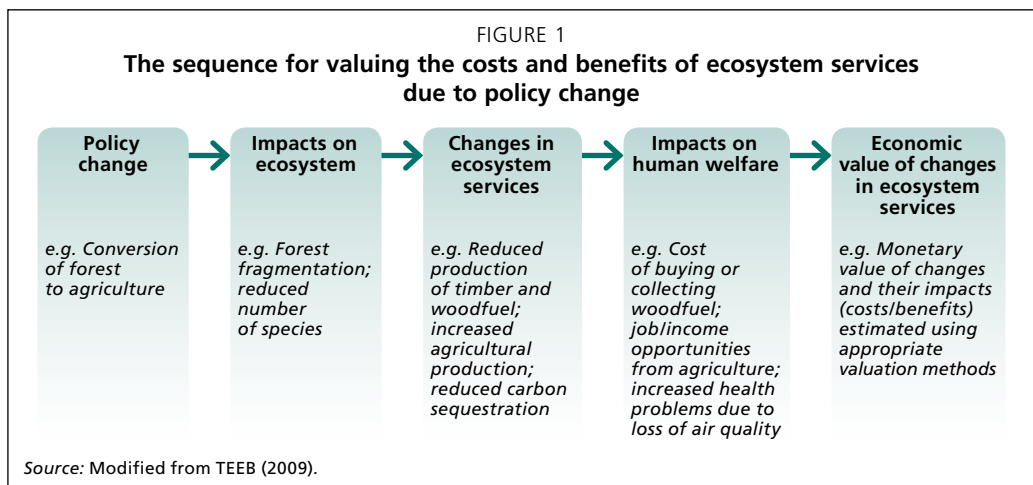 FIGURE 1
The sequence for valuing the costs and benefits of ecosystem services
due to policy change
Policy
change
e.g. Conversion
of forest
to agriculture
Impacts on
ecosystem
e.g. Forest
fragmentation;
reduced
number
of species
Changes in
ecosystem
services
e.g. Reduced
production
of timber and
woodfuel;
increased
agricultural
production;
reduced carbon
sequestration
Impacts on
human welfare
e.g. Cost
of buying or
collecting
woodfuel;
job/income
opportunities
from agriculture;
increased health
problems due to
loss of air quality
Economic
value of changes
in ecosystem
services
e.g. Monetary
value of changes
and their impacts
(costs/benefits)
estimated using
appropriate
valuation methods
Source: Modified from TEEB (2009).